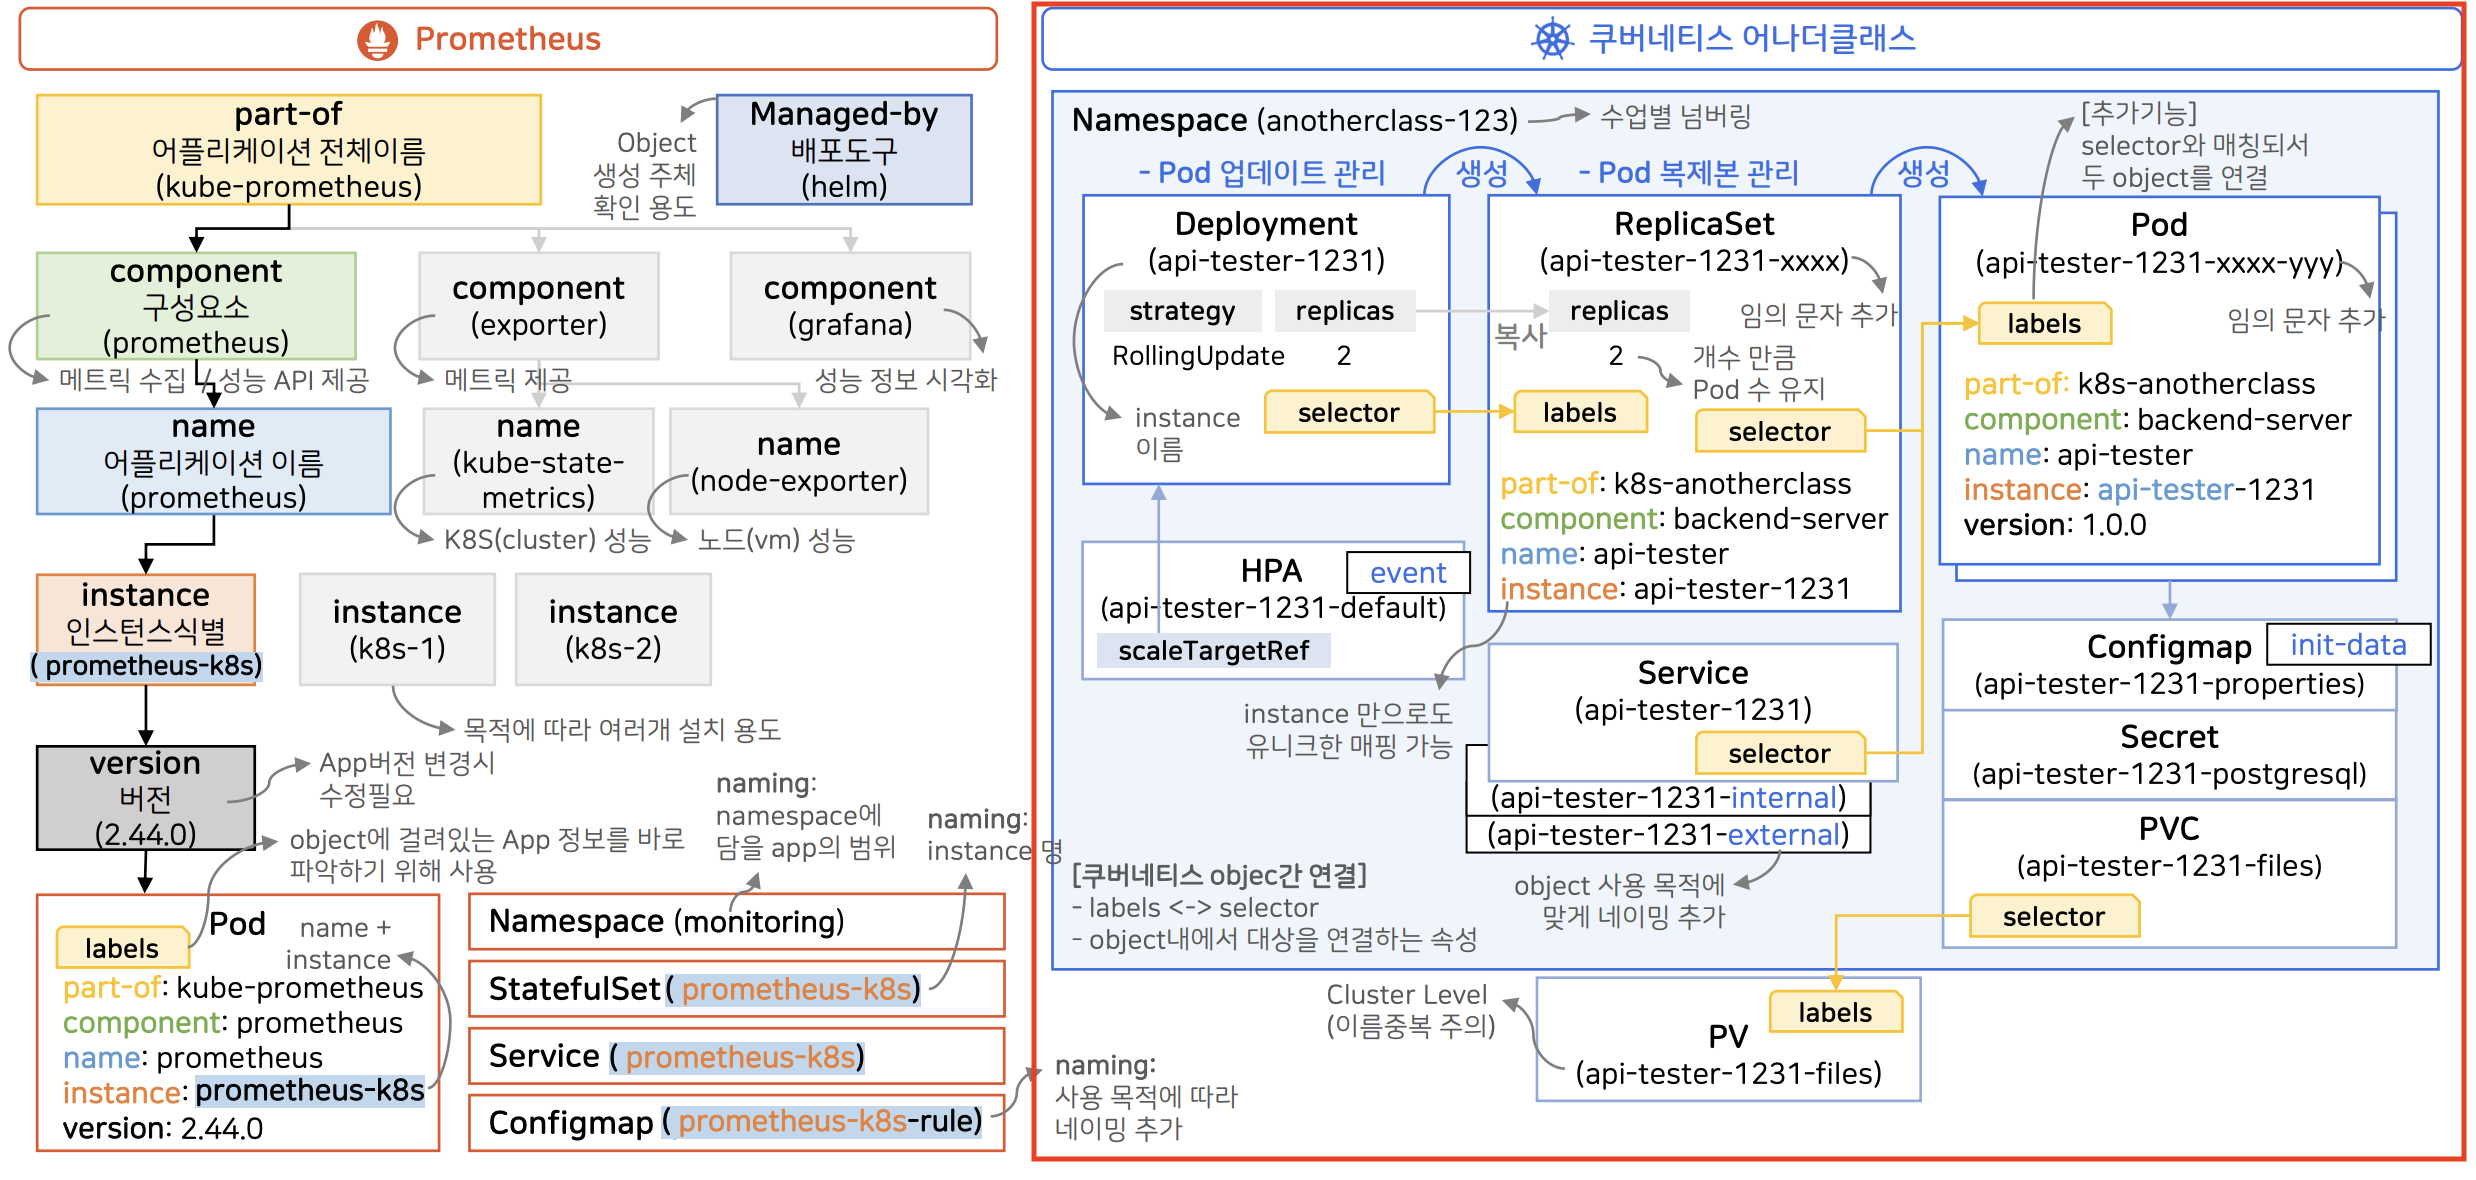 Prometheus
part-of
어플리케이션 전체이름
(kube-prometheus)
Object
생성 주체
확인 용도
Managed-by
배포도구
(helm)
component
구성요소
(prometheus)
메트릭 수집 / 성능 API 제공
component
(exporter)
메트릭 제공
component
(grafana)
성능 정보 시각화
name
어플리케이션 이름
(prometheus)
name
(kube-state-
metrics)
K8S(cluster) 성능
name
(node-exporter)
노드(vm) 성능
instance
인스턴스식별
( prometheus-k8s)
instance
(k8s-1)
instance
(k8s-2)
목적에 따라 여러개 설치 용도
version
버전
(2.44.0)
App버전 변경시
수정필요
object에 걸려있는 App 정보를 바로
파악하기 위해 사용
naming:
namespace에
담을 app의 범위
naming:
instance 명
Pod
labels
name +
instance
part-of: kube-prometheus
component: prometheus
name: prometheus
instance: prometheus-k8s
version: 2.44.0
Namespace (monitoring)
StatefulSet( prometheus-k8s)
Service ( prometheus-k8s)
Configmap ( prometheus-k8s-rule)
naming:
사용 목적에 따라
네이밍 추가
쿠버네티스 어나더클래스
Namespace (anotherclass-123)
수업별 넘버링
- Pod 업데이트 관리
생성
- Pod 복제본 관리
생성
[추가기능]
selector와 매칭되서
두 object를 연결
Deployment
(api-tester-1231)
strategy
replicas
RollingUpdate
2
selector
instance
이름
복사
ReplicaSet
(api-tester-1231-xxxx)
replicas
임의 문자 추가
2
개수 만큼
Pod 수 유지
labels
selector
part-of: k8s-anotherclass
component: backend-server
name: api-tester
instance: api-tester-1231
Pod
(api-tester-1231-xxxx-yyy)
labels
임의 문자 추가
part-of: k8s-anotherclass
component: backend-server
name: api-tester
instance: api-tester-1231
version: 1.0.0
HPA
event
(api-tester-1231-default)
scaleTargetRef
instance 만으로도
유니크한 매핑 가능
Service
(api-tester-1231)
selector
(api-tester-1231-internal)
(api-tester-1231-external)
object 사용 목적에
맞게 네이밍 추가
Configmap
init-data
(api-tester-1231-properties)
Secret
(api-tester-1231-postgresql)
PVC
(api-tester-1231-files)
selector
[쿠버네티스 objec간 연결]
- labels <-> selector
- object내에서 대상을 연결하는 속성
Cluster Level
(이름중복 주의)
labels
PV
(api-tester-1231-files)